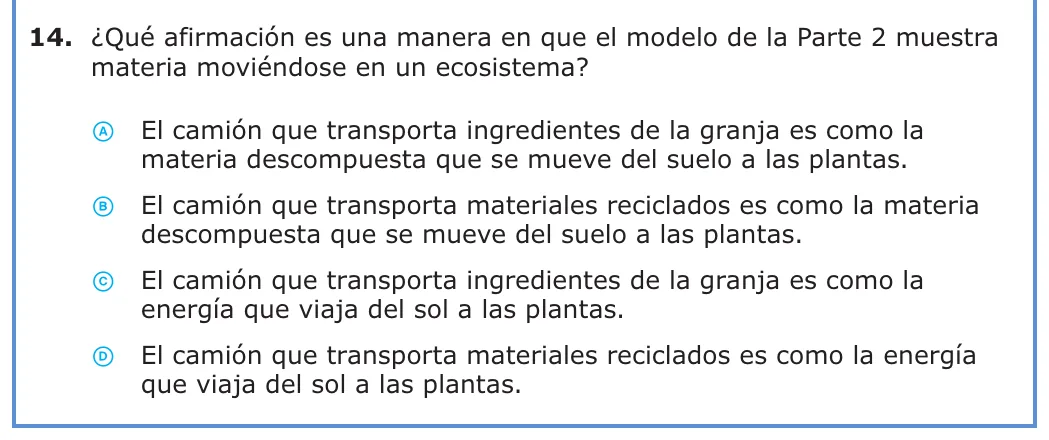 14. ¿Qué afirmación es una manera en que el modelo de la Parte 2 muestra
materia moviéndose en un ecosistema?
A El camión que transporta ingredientes de la granja es como la
materia descompuesta que se mueve del suelo a las plantas.
B El camión que transporta materiales reciclados es como la materia
descompuesta que se mueve del suelo a las plantas.
C El camión que transporta ingredientes de la granja es como la
energía que viaja del sol a las plantas.
D El camión que transporta materiales reciclados es como la energía
que viaja del sol a las plantas.